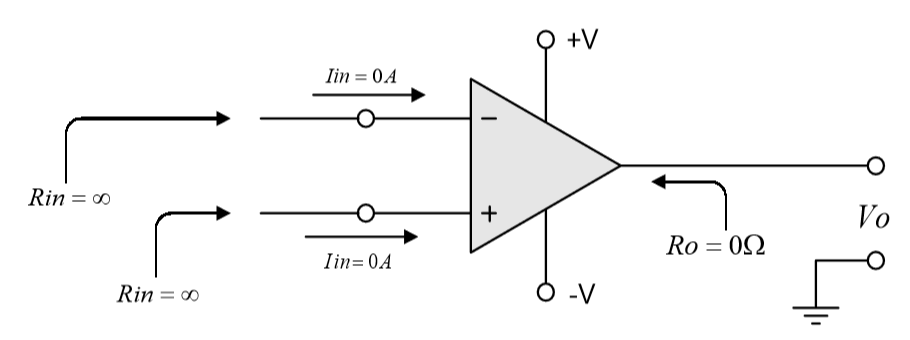 +V
Iin = 0A
−
Rin = ∞
+
Vo
Ro = 0Ω
Iin= 0A
Rin = ∞
-V